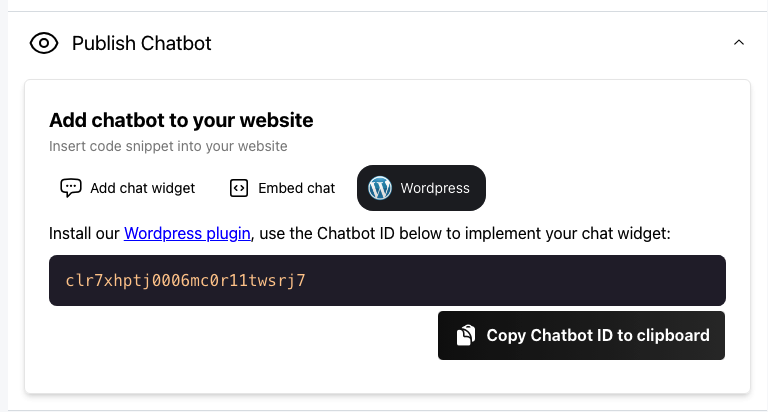 Publish Chatbot
Add chatbot to your website
Insert code snippet into your website
Add chat widget Embed chat Wordpress
Install our Wordpress plugin, use the Chatbot ID below to implement your chat widget:
clr7xhptj0006mc0r11twsrj7
Copy Chatbot ID to clipboard